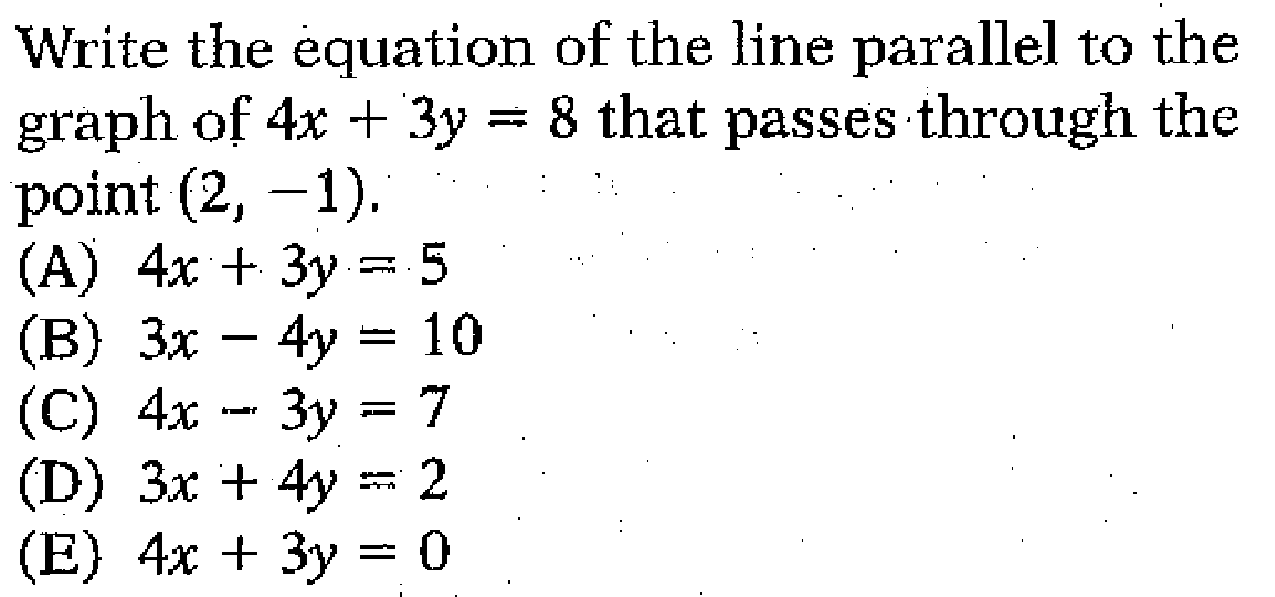 Write the equation of the line parallel to the
graph of 4x + 3y = 8 that passes through the
point (2, −1).
(A) 4x + 3y = 5
(B) 3x − 4y = 10
(C) 4x − 3y = 7
(D) 3x + 4y = 2
(E) 4x + 3y = 0